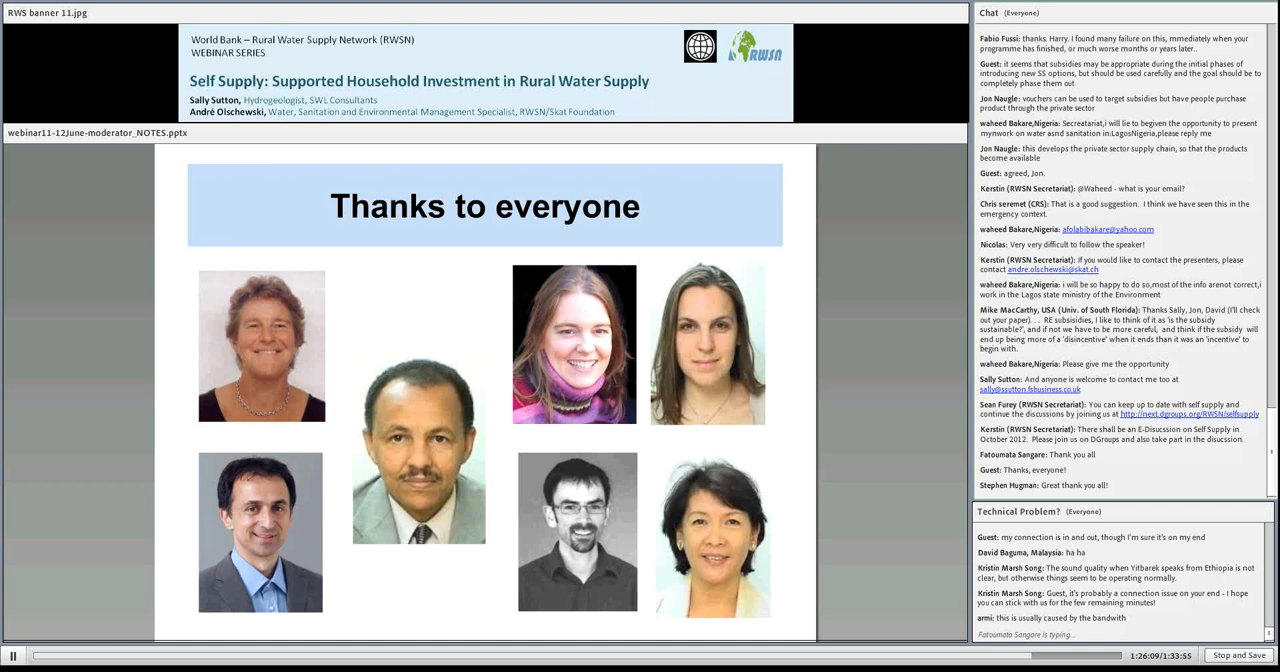 RWS banner 11.jpg
World Bank – Rural Water Supply Network (RWSN)
WEBINAR SERIES
RWSN
Self Supply: Supported Household Investment in Rural Water Supply
Sally Sutton, Hydrogeologist, SWL Consultants
André Olschewski, Water, Sanitation and Environmental Management Specialist, RWSN/Skat Foundation
webinar11-12June-moderator_NOTES.pptx
Thanks to everyone
Chat (Everyone)
Fabio Fussi: thanks. Harry. I found many failure on this, mmediately when your
programme has finished, or much worse months or years later..
Guest: it seems that subsidies may be appropriate during the initial phases of
introducing new SS options, but should be used carefully and the goal should be to
completely phase them out
Jon Naugle: vouchers can be used to target subsidies but have people purchase
product through the private sector
waheed Bakare,Nigeria: Secreatariat,i will lie to begiven the opportunity to present
mynwork on water asnd sanitation in:LagosNigeria,please reply me
Jon Naugle: this develops the private sector supply chain, so that the products
become available
Guest: agreed, Jon.
Kerstin (RWSN Secretariat): @Waheed - what is your email?
Chris seremet (CRS): That is a good suggestion. I think we have seen this in the
emergency context.
waheed Bakare,Nigeria: afolabibakare@yahoo.com
Nicolas: Very very difficult to follow the speaker!
Kerstin (RWSN Secretariat): If you would like to contact the presenters, please
contact andre.olschewski@skat.ch
waheed Bakare,Nigeria: i will be so happy to do so,most of the info arenot correct,i
work in the Lagos state ministry of the Environment
Mike MacCarthy, USA (Univ. of South Florida): Thanks Sally, Jon, David (I'll check
out your paper). . . RE subsisidies, I like to think of it as 'is the subsidy
sustainable?', and if not we have to be more careful, and think if the subsidy will
end up being more of a 'disincentive' when it ends than it was an 'incentive' to
begin with.
waheed Bakare,Nigeria: Please give me the opportunity
Sally Sutton: And anyone is welcome to contact me too at
sally@ssutton.fsbusiness.co.uk
Sean Furey (RWSN Secretariat): You can keep up to date with self supply and
continue the discussions by joining us at http://next.dgroups.org/RWSN/selfsupply
Kerstin (RWSN Secretariat): There shall be an E-Disucssion on Self Supply in
October 2012. Please join us on DGroups and also take part in the disucssion.
Fatoumata Sangare: Thank you all
Guest: Thanks, everyone!
Stephen Hugman: Great thank you all!
Technical Problem? (Everyone)
Guest: my connection is in and out, though I'm sure it's on my end
David Baguma, Malaysia: ha ha
Kristin Marsh Song: The sound quality when Yitbarek speaks from Ethiopia is not
clear, but otherwise things seem to be operating normally.
Kristin Marsh Song: Guest, it's probably a connection issue on your end - I hope
you can stick with us for the few remaining minutes!
armi: this is usually caused by the bandwith
Fatoumata Sangare is typing...
1:26:09/1:33:55
Stop and Save